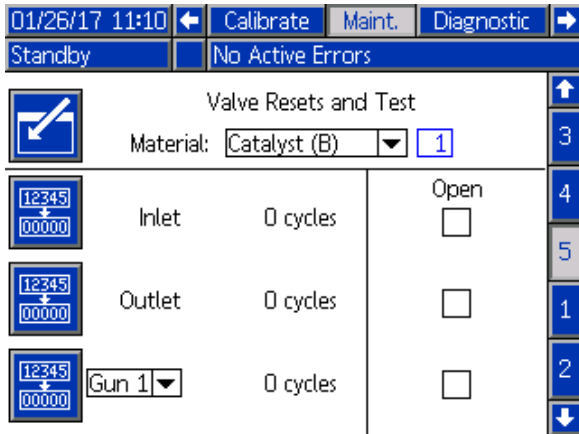 01/26/17 11:10 Calibrate Maint. Diagnostic
Standby No Active Errors
Valve Resets and Test
Material: Catalyst (B) 1
3
Open
4
12345
00000
Inlet 0 cycles
5
12345
00000
Outlet 0 cycles
1
12345
00000
Gun 1 0 cycles
2